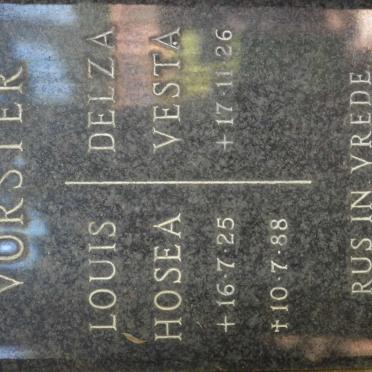 VORSTER
LOUIS
HOSEA
+16·7·25
+10·7·88
DELZA
VESTA
+17·11·26
RUS IN VREDE